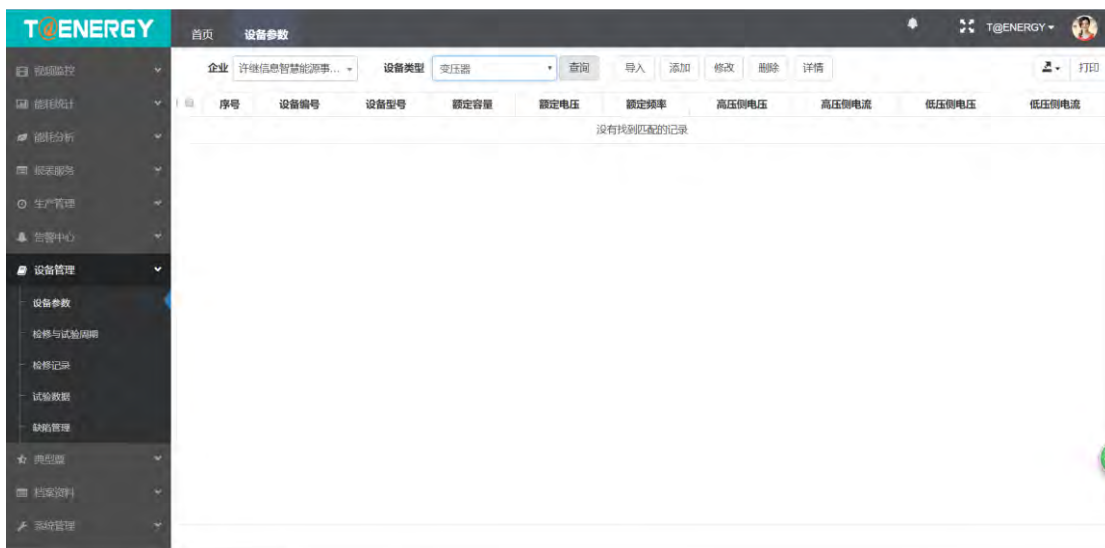 T@ENERGY
首页 设备参数 T@ENERGY
企业 许继信息智慧能源事... 设备类型 变压器 查询 导入 添加 修改 删除 详情 打印
序号 设备编号 设备型号 额定容量 额定电压 额定频率 高压侧电压 高压侧电流 低压侧电压 低压侧电流
没有找到匹配的记录
视频监控
能耗统计
能耗分析
报表服务
生产管理
告警中心
设备管理
设备参数
检修与试验周期
检修记录
试验数据
缺陷管理
典型图
档案资料
系统管理